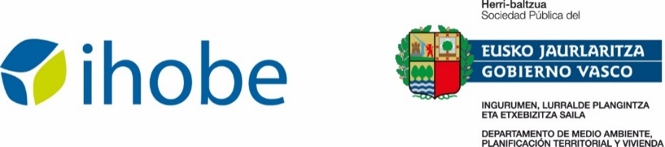 ihobe
Herri-baltzua
Sociedad Pública del
EUSKO JAURLARITZA
GOBIERNO VASCO
INGURUMEN, LURRALDE PLANGINTZA
ETA ETXEBIZITZA SAILA
DEPARTAMENTO DE MEDIO AMBIENTE,
PLANIFICACIÓN TERRITORIAL Y VIVIENDA